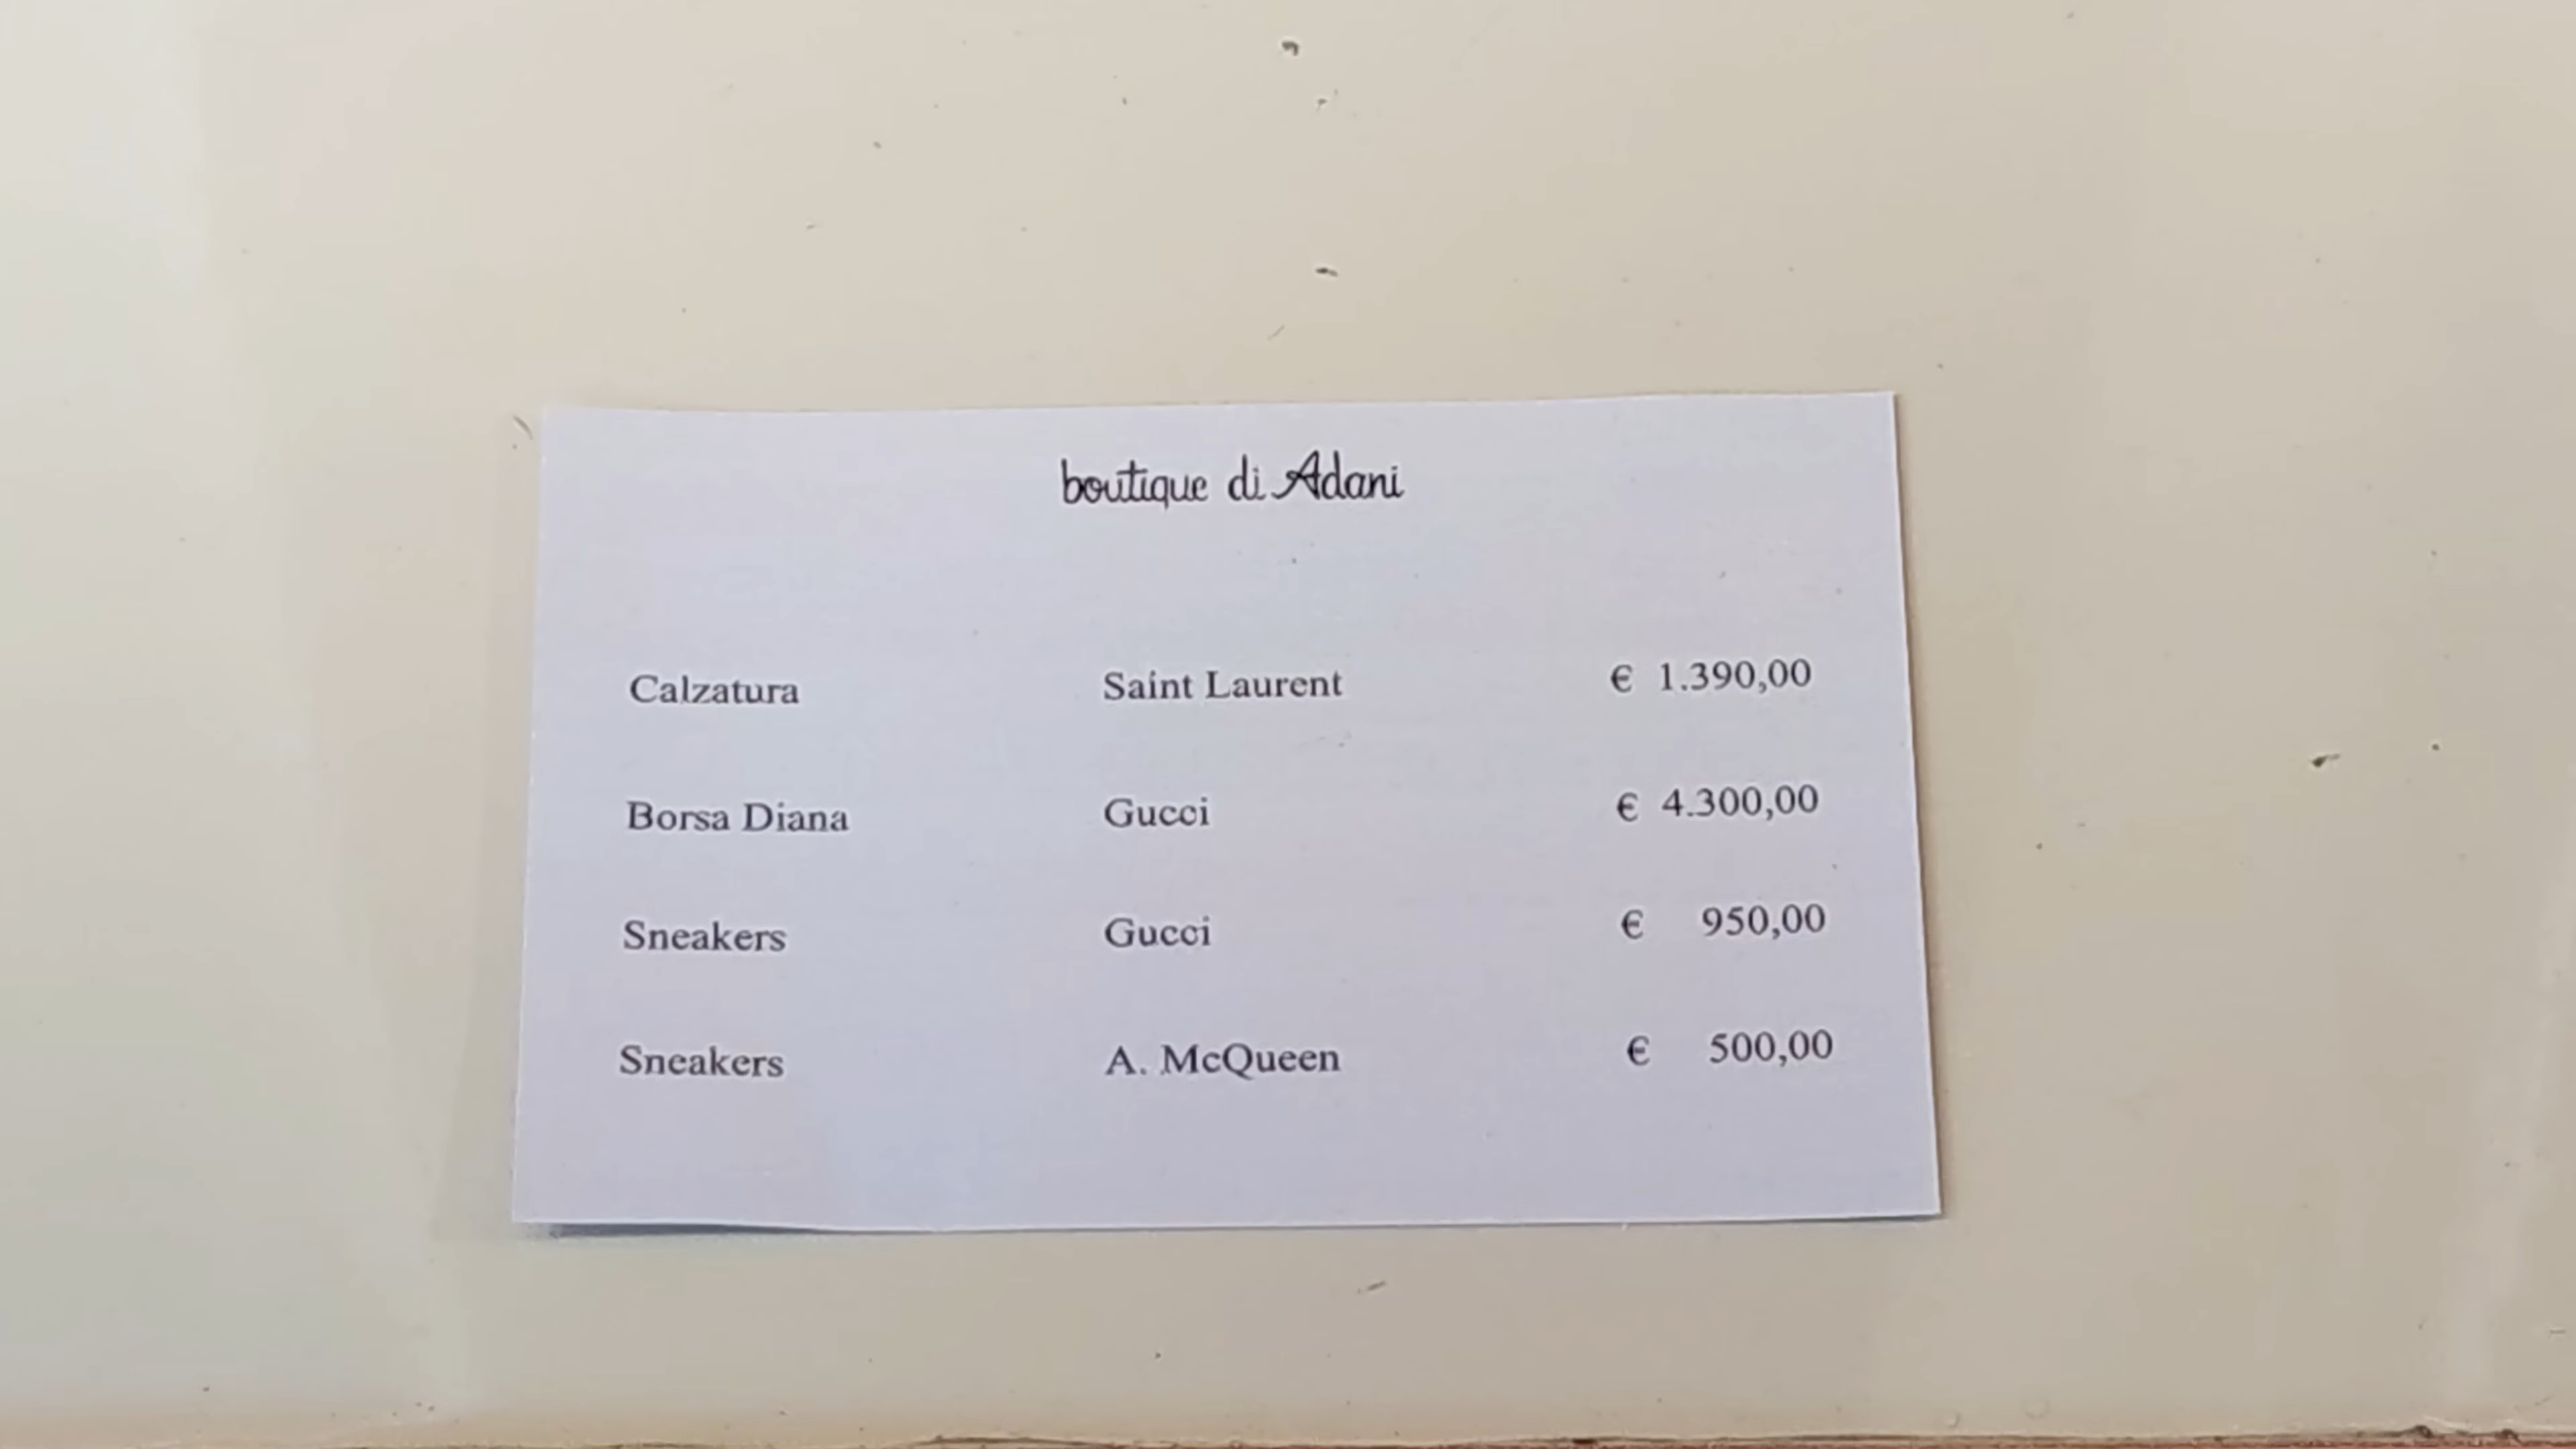 boutique di Adani
Calzatura Saint Laurent € 1.390,00
Borsa Diana Gucci € 4.300,00
Sneakers Gucci € 950,00
Sneakers A. McQueen € 500,00